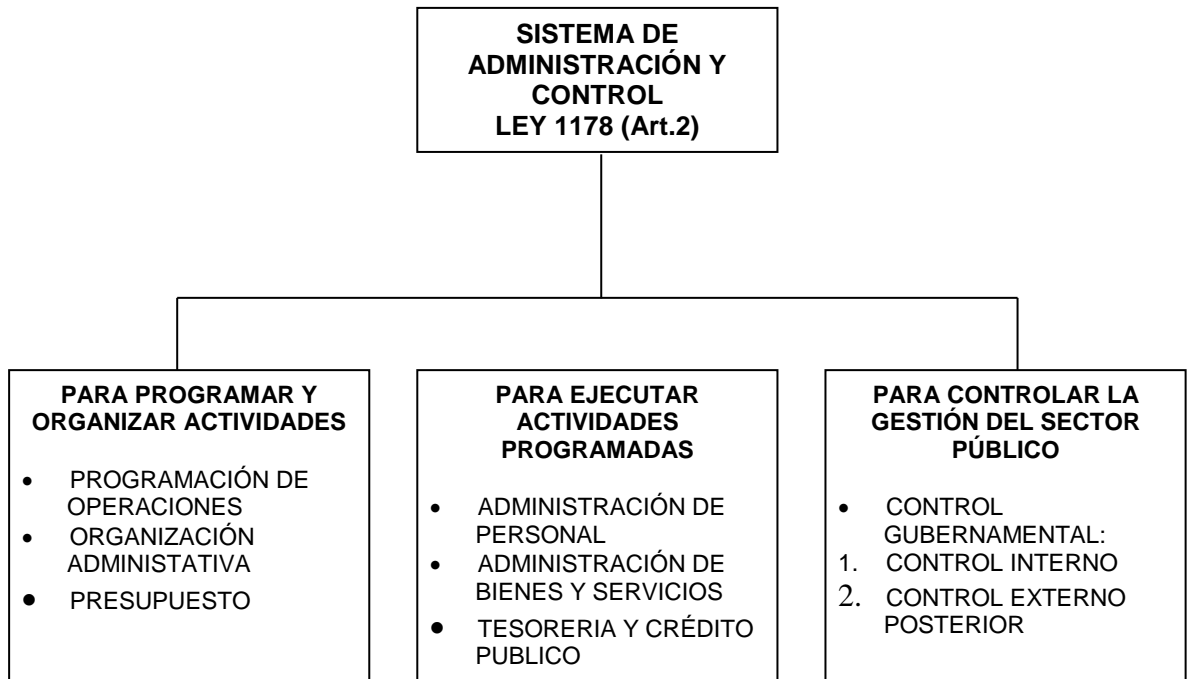 SISTEMA DE
ADMINISTRACIÓN Y
CONTROL
LEY 1178 (Art.2)
PARA PROGRAMAR Y
ORGANIZAR ACTIVIDADES
• PROGRAMACIÓN DE
OPERACIONES
• ORGANIZACIÓN
ADMINISTATIVA
• PRESUPUESTO
PARA EJECUTAR
ACTIVIDADES
PROGRAMADAS
• ADMINISTRACIÓN DE
PERSONAL
• ADMINISTRACIÓN DE
BIENES Y SERVICIOS
• TESORERIA Y CRÉDITO
PUBLICO
PARA CONTROLAR LA
GESTIÓN DEL SECTOR
PÚBLICO
• CONTROL
GUBERNAMENTAL:
1. CONTROL INTERNO
2. CONTROL EXTERNO
POSTERIOR